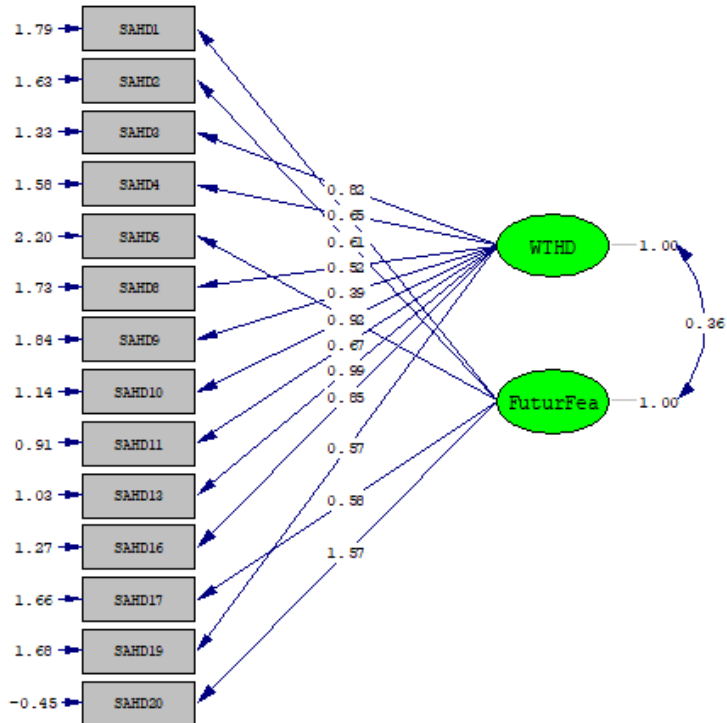 1.79 SAHD1
1.63 SAHD2
1.33 SAHD3
1.58 SAHD4
2.20 SAHD5
1.73 SAHD8
1.84 SAHD9
1.14 SAHD10
0.91 SAHD11
1.03 SAHD13
1.27 SAHD16
1.66 SAHD17
1.68 SAHD19
-0.45 SAHD20
0.82
0.65
0.61
0.52
0.39
0.92
0.67
0.99
0.85
0.57
0.58
1.57
WTHD 1.00
0.36
FuturFea 1.00